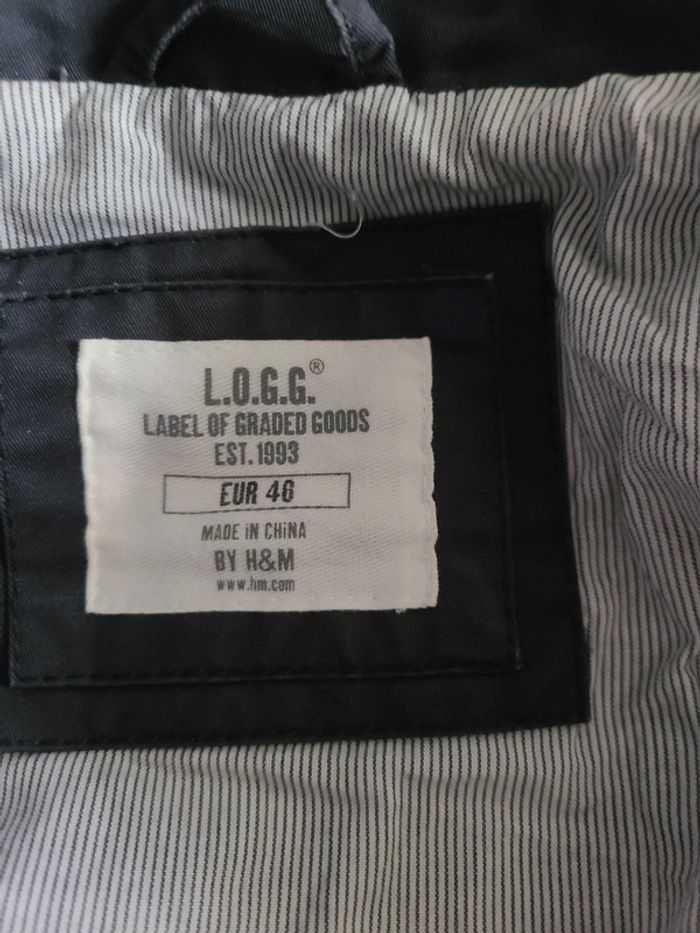 L.O.G.G.®
LABEL OF GRADED GOODS
EST. 1993
EUR 46
MADE IN CHINA
BY H&M
www.hm.com